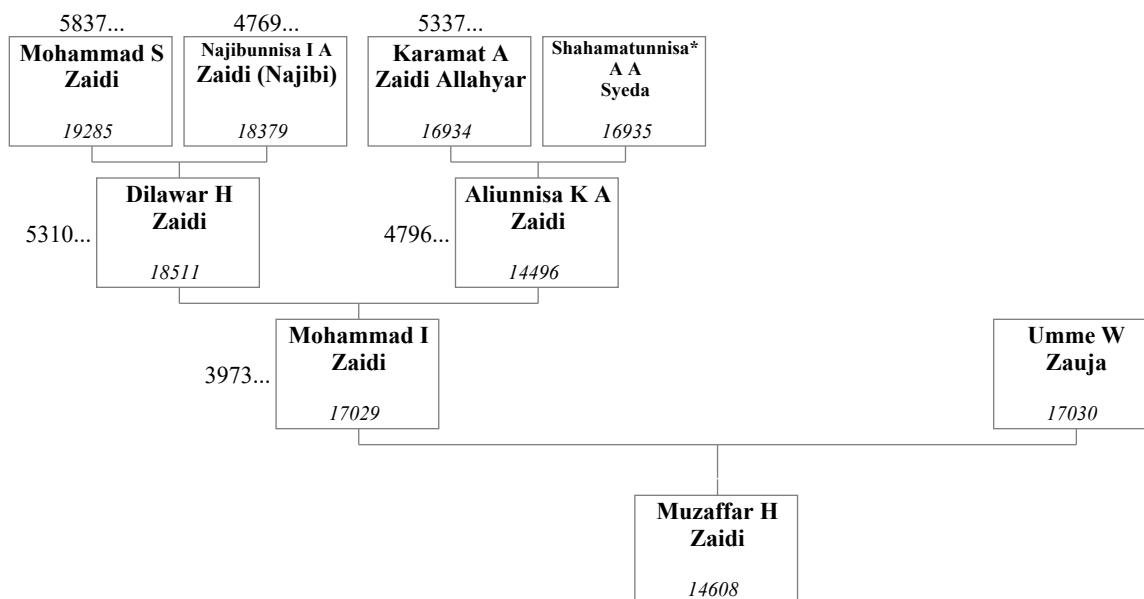 5837...
4769...
5337...
Mohammad S
Zaidi
19285
Najibunnisa I A
Zaidi (Najibi)
18379
Karamat A
Zaidi Allahyar
16934
Shahamatunnisa*
A A
Syeda
16935
5310...
Dilawar H
Zaidi
18511
4796...
Aliunnisa K A
Zaidi
14496
3973...
Mohammad I
Zaidi
17029
Umme W
Zauja
17030
Muzaffar H
Zaidi
14608